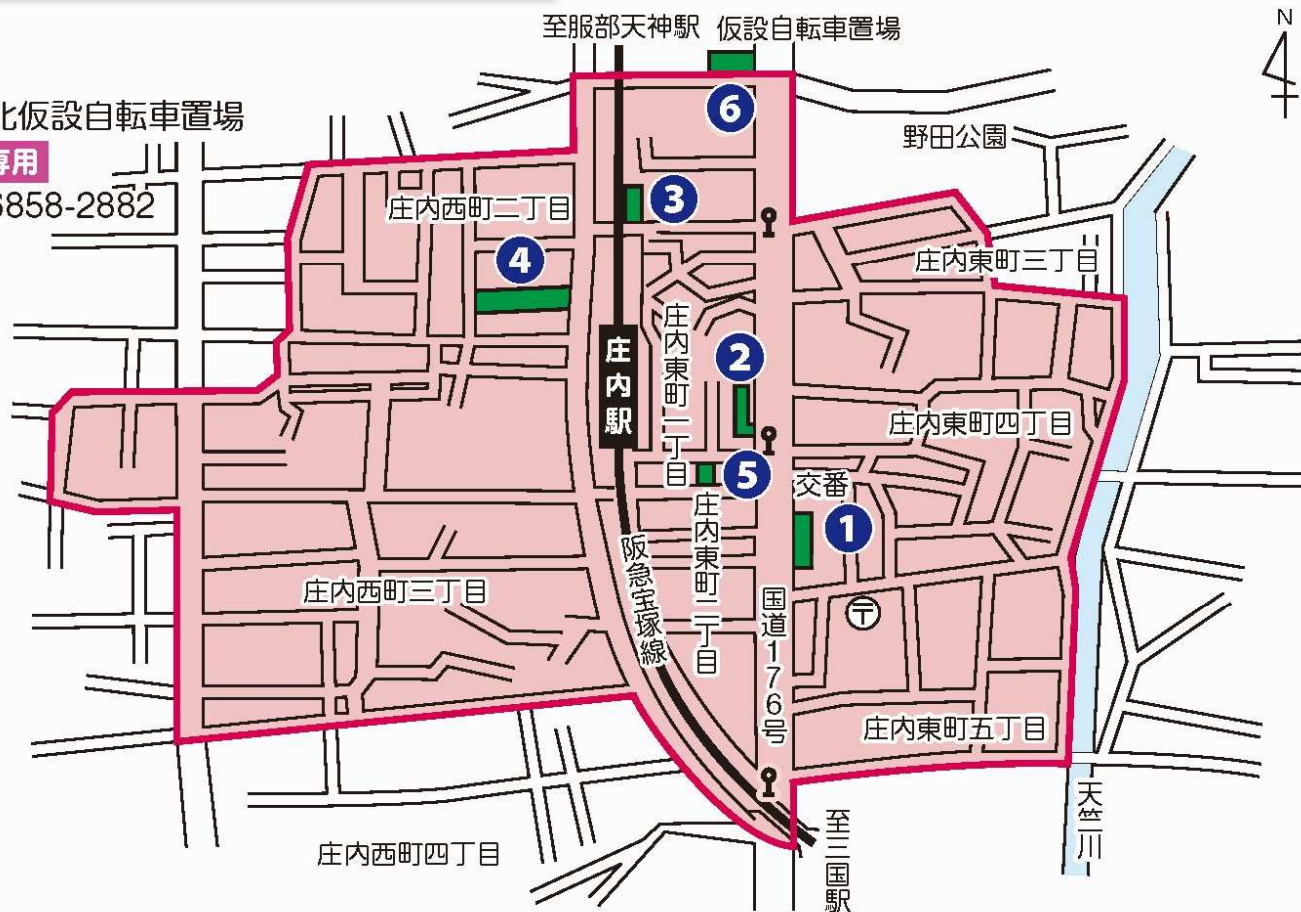 至服部天神駅
仮設自転車置場
N
北仮設自転車置場
専用
6858-2882
6
野田公園
3
庄内西町二丁目
4
庄内東町三丁目
庄内駅
庄内東町一丁目
2
庄内東町四丁目
5
交番
1
庄内東町二丁目
阪急宝塚線
庄内西町三丁目
国道176号
〒
庄内東町五丁目
天竺川
至三国駅
庄内西町四丁目